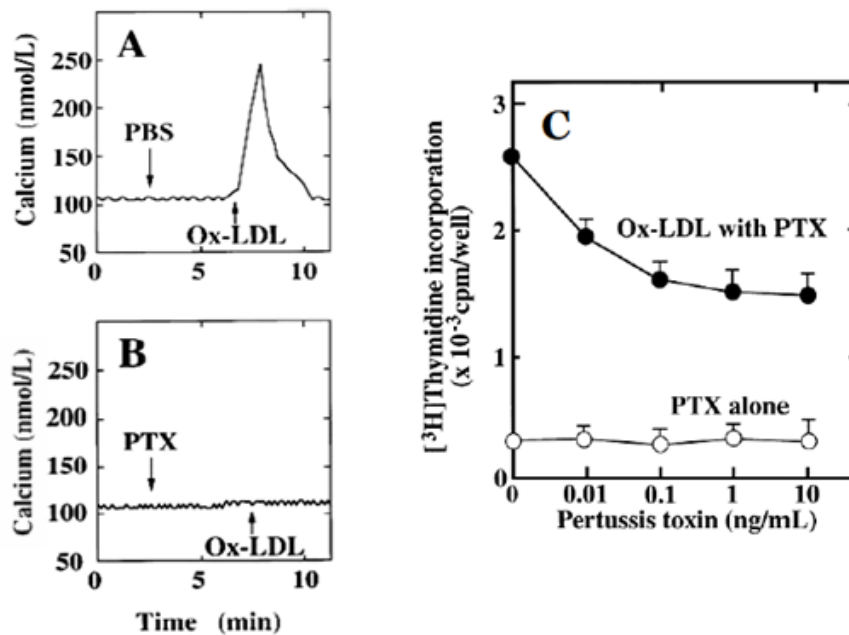 A
Calcium (nmol/L)
250
200
150
100
50
PBS
Ox-LDL
0
5
10
B
Calcium (nmol/L)
250
200
150
100
50
PTX
Ox-LDL
0
5
10
Time (min)
C
[³H]Thymidine incorporation
(x 10⁻³cpm/well)
3
2
1
0
Ox-LDL with PTX
PTX alone
0
0.01
0.1
1
10
Pertussis toxin (ng/mL)